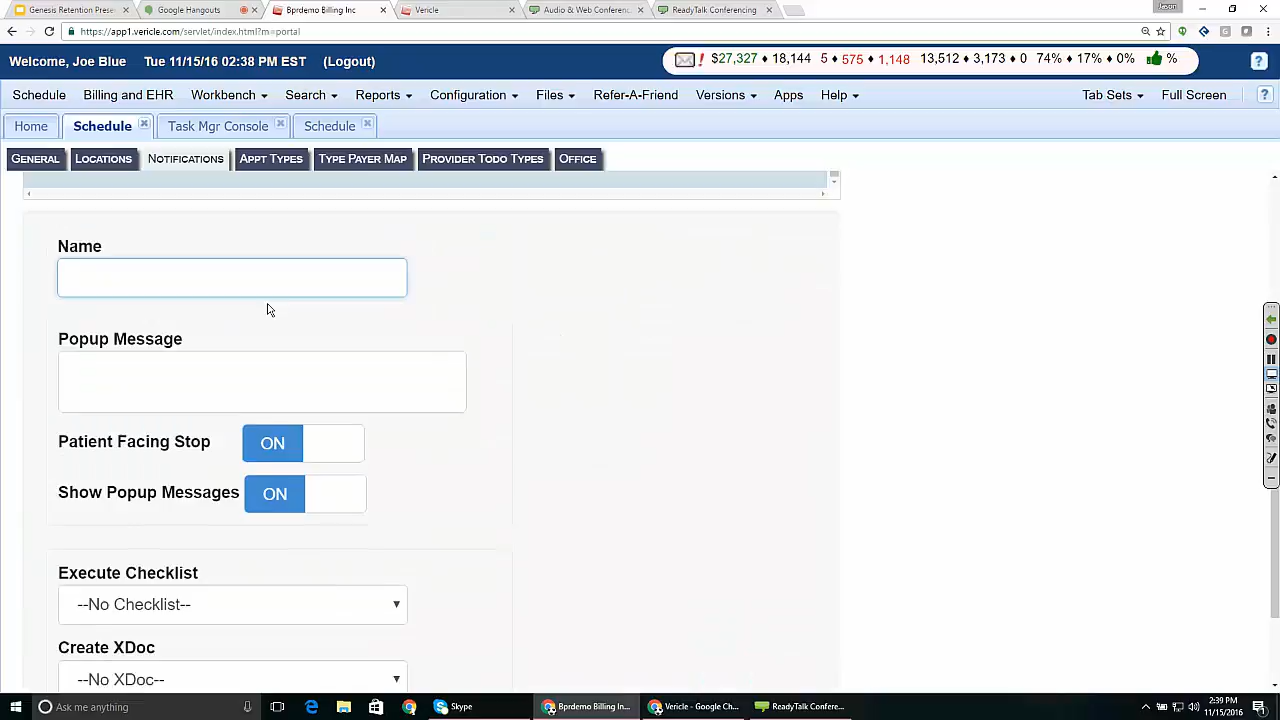 Genesis Retention Prese
Google Hangouts
Bprdemo Billing Inc
Vericle
Audio & Web Conferenc
ReadyTalk Conferencing
https://app1.vericle.com/servlet/index.html?m=portal
Welcome, Joe Blue Tue 11/15/16 02:38 PM EST (Logout)
! $27,327 ♦ 18,144 5 ♦ 575 ♦ 1,148 13,512 ♦ 3,173 ♦ 0 74% ♦ 17% ♦ 0% %
?
Schedule Billing and EHR Workbench Search Reports Configuration Files Refer-A-Friend Versions Apps Help Tab Sets Full Screen ?
Home Schedule Task Mgr Console Schedule
GENERAL LOCATIONS NOTIFICATIONS APPT TYPES TYPE PAYER MAP PROVIDER TODO TYPES OFFICE
Name
Popup Message
Patient Facing Stop ON
Show Popup Messages ON
Execute Checklist
--No Checklist--
Create XDoc
--No XDoc--
Ask me anything
Skype
Bprdemo Billing In...
Vericle - Google Ch...
ReadyTalk Confere...
2:39 PM
11/15/2016